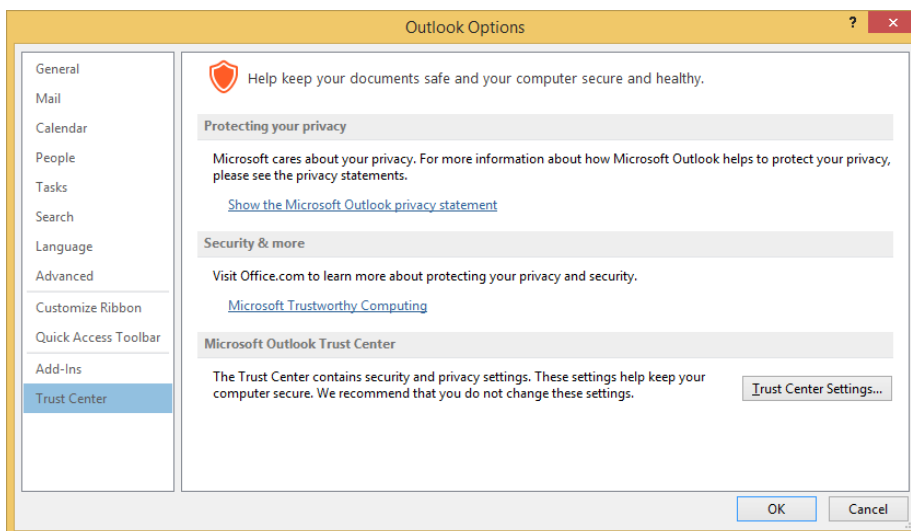 Outlook Options
?
×
General
Mail
Calendar
People
Tasks
Search
Language
Advanced
Customize Ribbon
Quick Access Toolbar
Add-Ins
Trust Center
Help keep your documents safe and your computer secure and healthy.
Protecting your privacy
Microsoft cares about your privacy. For more information about how Microsoft Outlook helps to protect your privacy,
please see the privacy statements.
Show the Microsoft Outlook privacy statement
Security & more
Visit Office.com to learn more about protecting your privacy and security.
Microsoft Trustworthy Computing
Microsoft Outlook Trust Center
The Trust Center contains security and privacy settings. These settings help keep your
computer secure. We recommend that you do not change these settings.
Trust Center Settings...
OK
Cancel